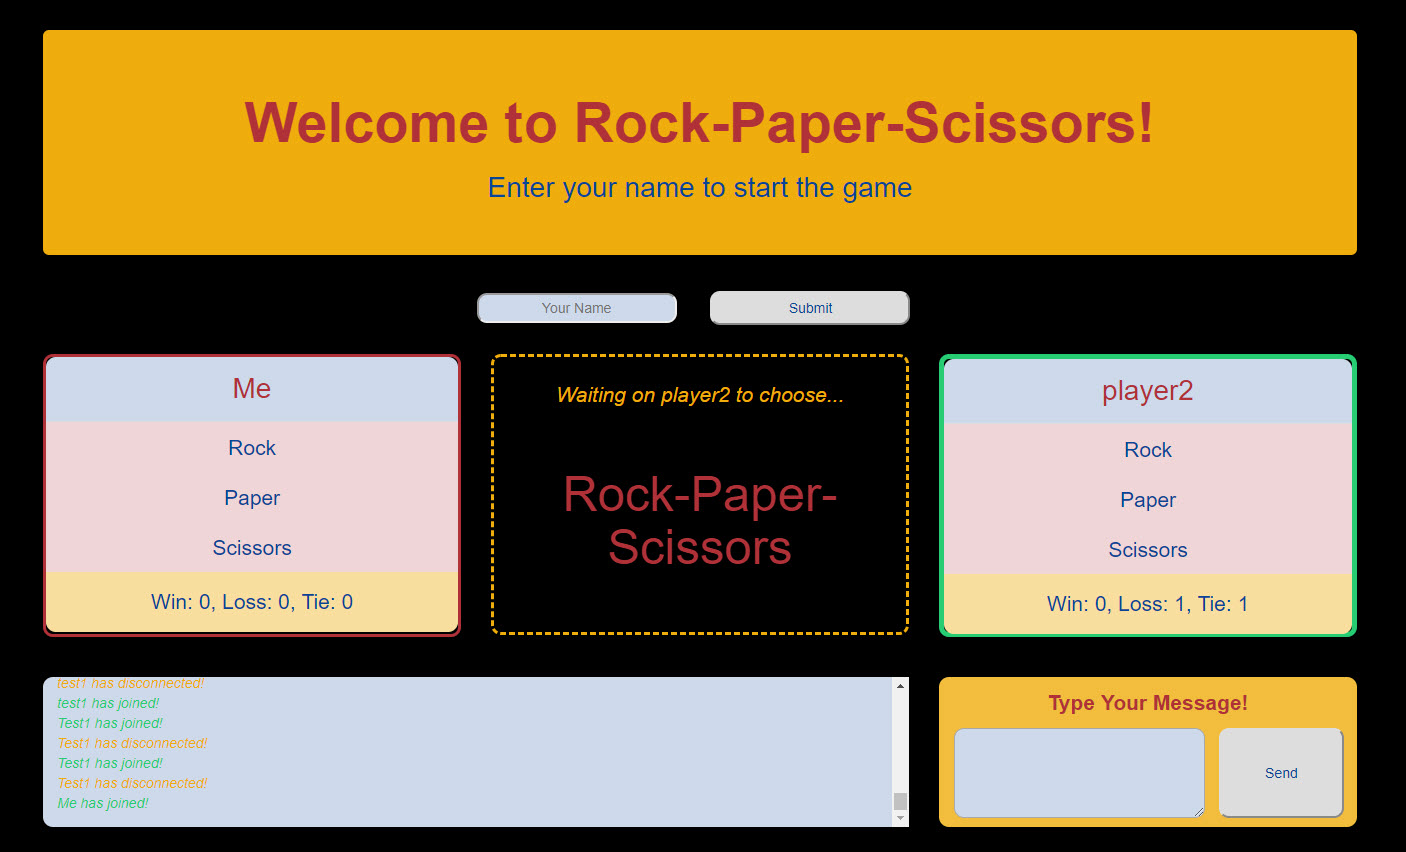 Welcome to Rock-Paper-Scissors!
Enter your name to start the game
Your Name
Submit
Me
Rock
Paper
Scissors
Win: 0, Loss: 0, Tie: 0
Waiting on player2 to choose...
Rock-Paper-
Scissors
player2
Rock
Paper
Scissors
Win: 0, Loss: 1, Tie: 1
test1 has disconnected!
test1 has joined!
Test1 has joined!
Test1 has disconnected!
Test1 has joined!
Test1 has disconnected!
Me has joined!
Type Your Message!
Send